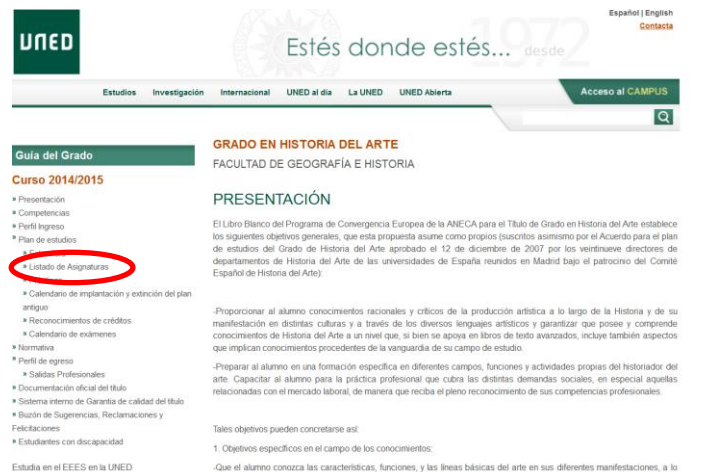 Español | English
Contacta
UNED
Estés donde estés... desde 1972
Estudios Investigación Internacional UNED al dia La UNED UNED Abierta
Acceso al CAMPUS
Guía del Grado
Curso 2014/2015
Presentación
Competencias
Perfil Ingreso
Plan de estudios
Listado de Asignaturas
Calendario de implantación y extinción del plan
antiguo
Reconocimientos de créditos
Calendario de exámenes
Normativa
Perfil de egreso
Salidas Profesionales
Documentación oficial del título
Sistema interno de Garantia de calidad del título
Buzón de Sugerencias, Reclamaciones y
Felicitaciones
Estudiantes con discapacidad
Estudia en el EEES en la UNED
GRADO EN HISTORIA DEL ARTE
FACULTAD DE GEOGRAFÍA E HISTORIA
PRESENTACIÓN
El Libro Blanco del Programa de Convergencia Europea de la ANECA para el Título de Grado en Historia del Arte establece
los siguientes objetivos generales, que esta propuesta asume como propios (suscritos asimismo por el Acuerdo para el plan
de estudios del Grado de Historia del Arte aprobado el 12 de diciembre de 2007 por los veintinueve directores de
departamentos de Historia del Arte de las universidades de España reunidos en Madrid bajo el patrocinio del Comité
Español de Historia del Arte):
-Proporcionar al alumno conocimientos racionales y críticos de la producción artística a lo largo de la Historia y de su
manifestación en distintas culturas y a través de los diversos lenguajes artísticos y garantizar que posee y comprende
conocimientos de Historia del Arte a un nivel que, si bien se apoya en libros de texto avanzados, incluye también aspectos
que implican conocimientos procedentes de la vanguardia de su campo de estudio.
-Preparar al alumno en una formación específica en diferentes campos, funciones y actividades propias del historiador del
arte. Capacitar al alumno para la práctica profesional que cubra las distintas demandas sociales, en especial aquellas
relacionadas con el mercado laboral, de manera que reciba el pleno reconocimiento de sus competencias profesionales.
Tales objetivos pueden concretarse así:
1. Objetivos específicos en el campo de los conocimientos:
-Que el alumno conozca las características, funciones, y las líneas básicas del arte en sus diferentes manifestaciones, a lo